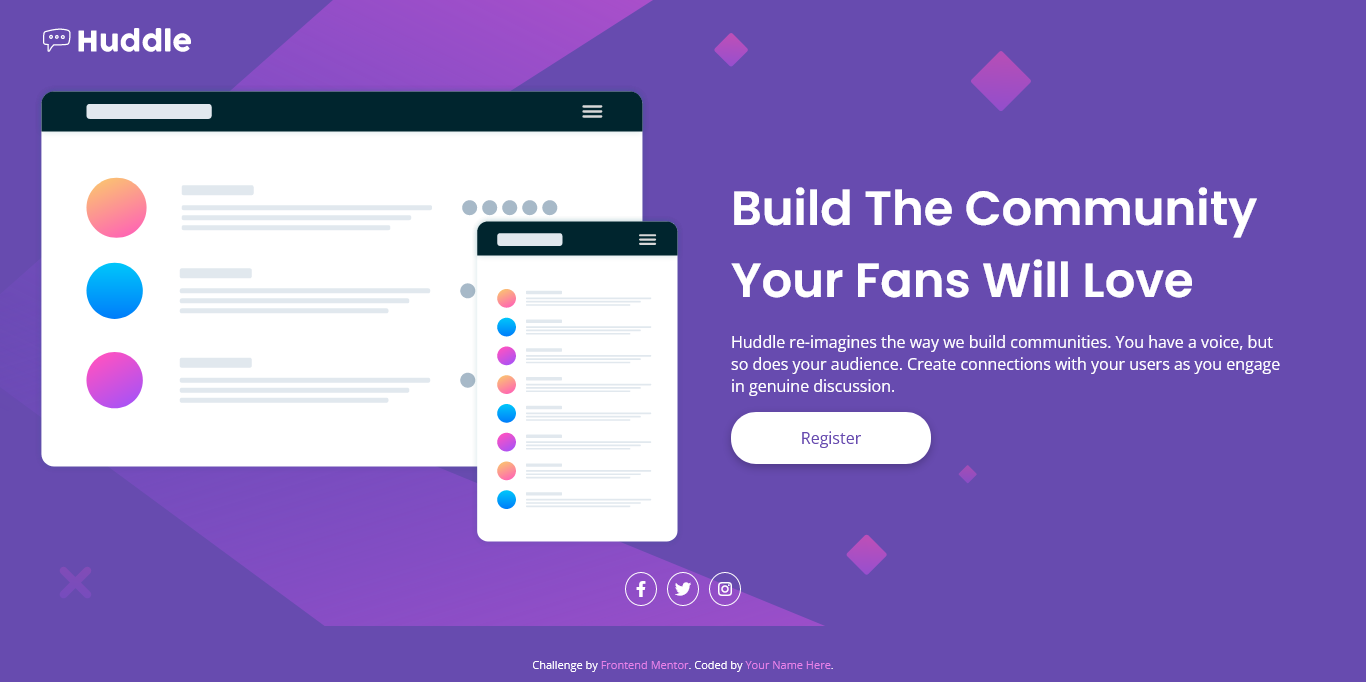 Huddle
Build The Community
Your Fans Will Love
Huddle re-imagines the way we build communities. You have a voice, but
so does your audience. Create connections with your users as you engage
in genuine discussion.
Register
Challenge by Frontend Mentor. Coded by Your Name Here.